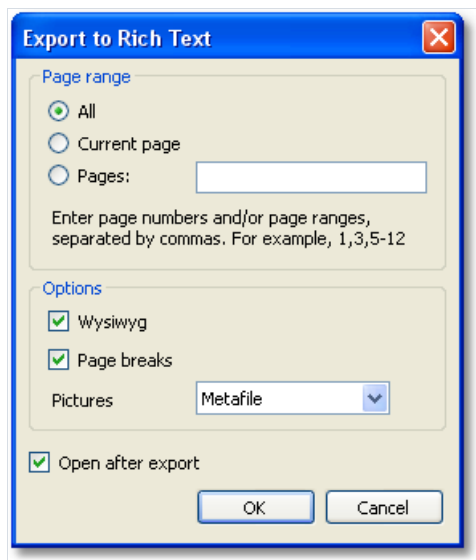 Export to Rich Text
Page range
All
Current page
Pages:
Enter page numbers and/or page ranges,
separated by commas. For example, 1,3,5-12
Options
Wysiwyg
Page breaks
Pictures Metafile
Open after export
OK Cancel